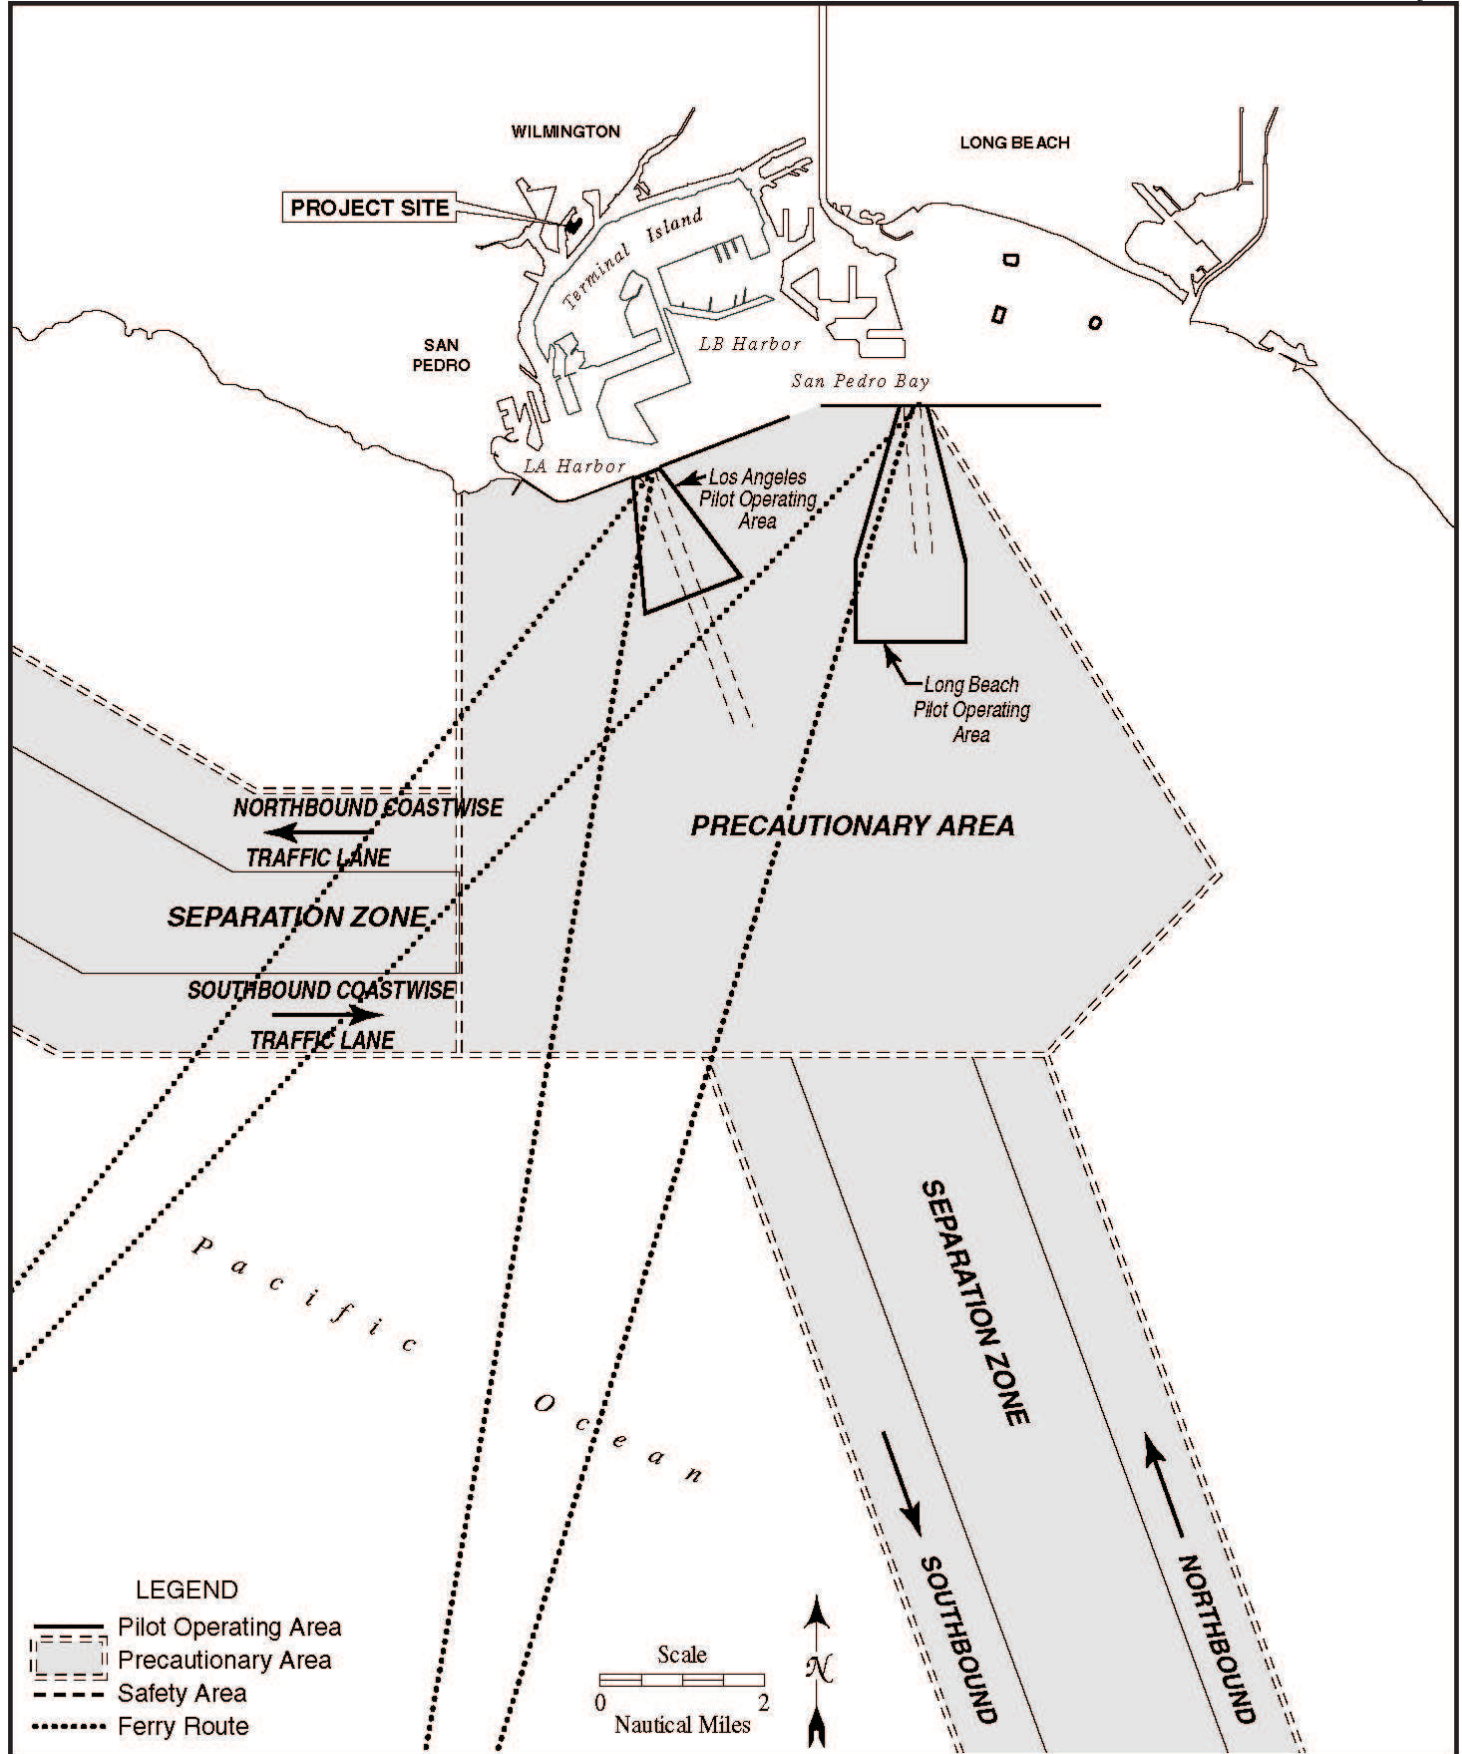 WILMINGTON
LONG BEACH
PROJECT SITE
Terminal Island
SAN
PEDRO
LB Harbor
San Pedro Bay
LA Harbor
Los Angeles
Pilot Operating
Area
Long Beach
Pilot Operating
Area
NORTHBOUND COASTWISE
TRAFFIC LANE
PRECAUTIONARY AREA
SEPARATION ZONE
SOUTHBOUND COASTWISE
TRAFFIC LANE
SEPARATION ZONE
Pacific
Ocean
SOUTHBOUND
NORTHBOUND
LEGEND
Pilot Operating Area
Precautionary Area
Safety Area
Ferry Route
Scale
0 2
Nautical Miles
N